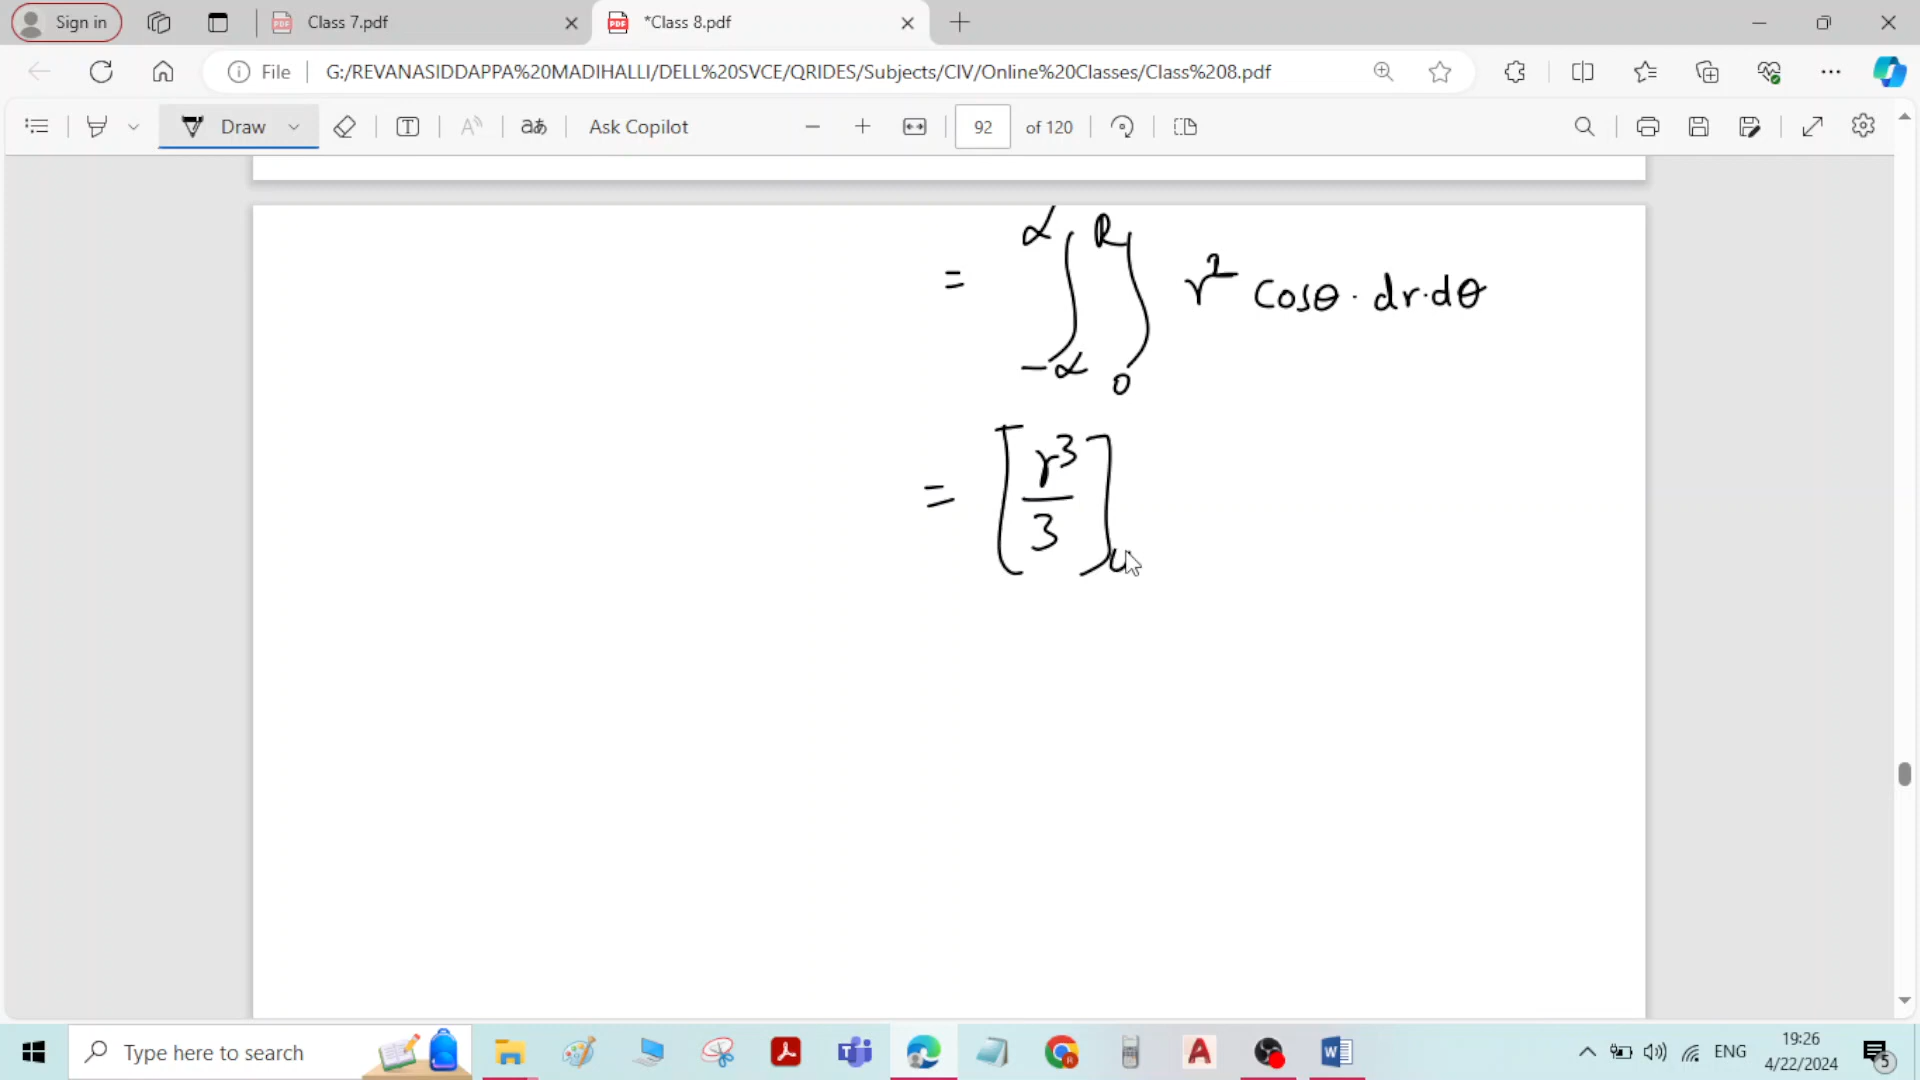 Sign in
Class 7.pdf
*Class 8.pdf
File
G:/REVANASIDDAPPA%20MADIHALLI/DELL%20SVCE/QRIDES/Subjects/CIV/Online%20Classes/Class%208.pdf
Draw
Ask Copilot
92 of 120
= ∫_{-α}^{α} ∫_{0}^{R} r² cosθ · dr·dθ
= [r³/3]
Type here to search
ENG
19:26
4/22/2024
5